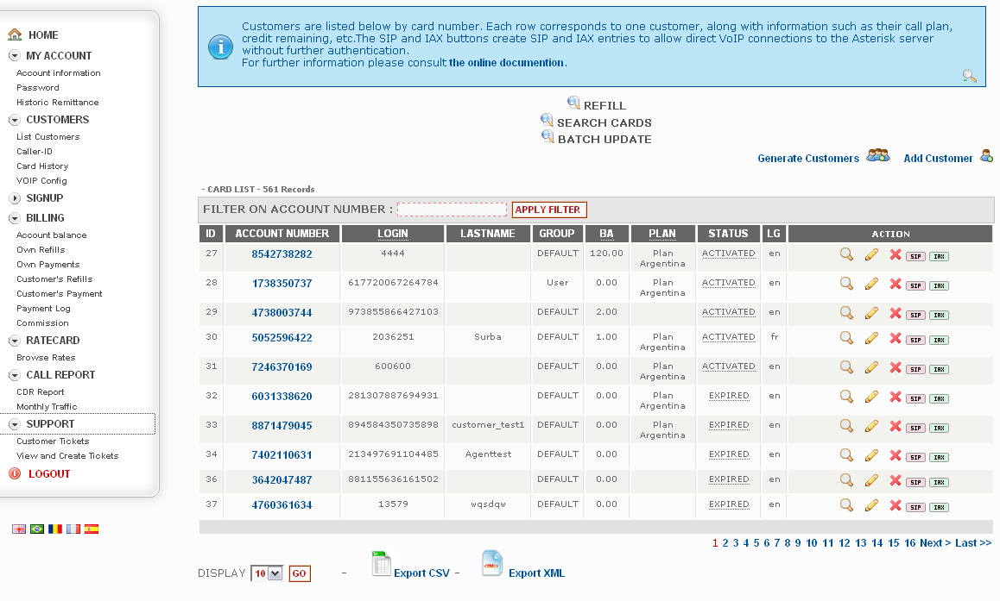 HOME
MY ACCOUNT
Account information
Password
Historic Remittance
CUSTOMERS
List Customers
Caller-ID
Card History
VOIP Config
SIGNUP
BILLING
Account balance
Own Refills
Own Payments
Customer's Refills
Customer's Payment
Payment Log
Commission
RATECARD
Browse Rates
CALL REPORT
CDR Report
Monthly Traffic
SUPPORT
Customer Tickets
View and Create Tickets
LOGOUT
Customers are listed below by card number. Each row corresponds to one customer, along with information such as their call plan,
credit remaining, etc.The SIP and IAX buttons create SIP and IAX entries to allow direct VoIP connections to the Asterisk server
without further authentication.
For further information please consult the online documention.
REFILL
SEARCH CARDS
BATCH UPDATE
Generate Customers Add Customer
- CARD LIST - 561 Records
FILTER ON ACCOUNT NUMBER : APPLY FILTER
ID ACCOUNT NUMBER LOGIN LASTNAME GROUP BA PLAN STATUS LG ACTION
27 8542738282 4444 DEFAULT 120.00 Plan Argentina ACTIVATED en SIP IAX
28 1738350737 617720067264784 User 0.00 Plan Argentina ACTIVATED en SIP IAX
29 4738003744 973855866427103 DEFAULT 2.00 ACTIVATED en SIP IAX
30 5052596422 2036251 Surba DEFAULT 1.00 Plan Argentina ACTIVATED fr SIP IAX
31 7246370169 600600 DEFAULT 0.00 Plan Argentina ACTIVATED en SIP IAX
32 6031338620 281307887694931 DEFAULT 0.00 Plan Argentina EXPIRED en SIP IAX
33 8871479045 894584350735898 customer_test1 DEFAULT 0.00 Plan Argentina EXPIRED en SIP IAX
34 7402110631 213497691104485 Agenttest DEFAULT 0.00 EXPIRED en SIP IAX
36 3642047487 881155636161502 DEFAULT 0.00 EXPIRED en SIP IAX
37 4760361634 13579 wqsdqw DEFAULT 0.00 EXPIRED en SIP IAX
1 2 3 4 5 6 7 8 9 10 11 12 13 14 15 16 Next > Last >>
DISPLAY 10 GO - Export CSV - Export XML